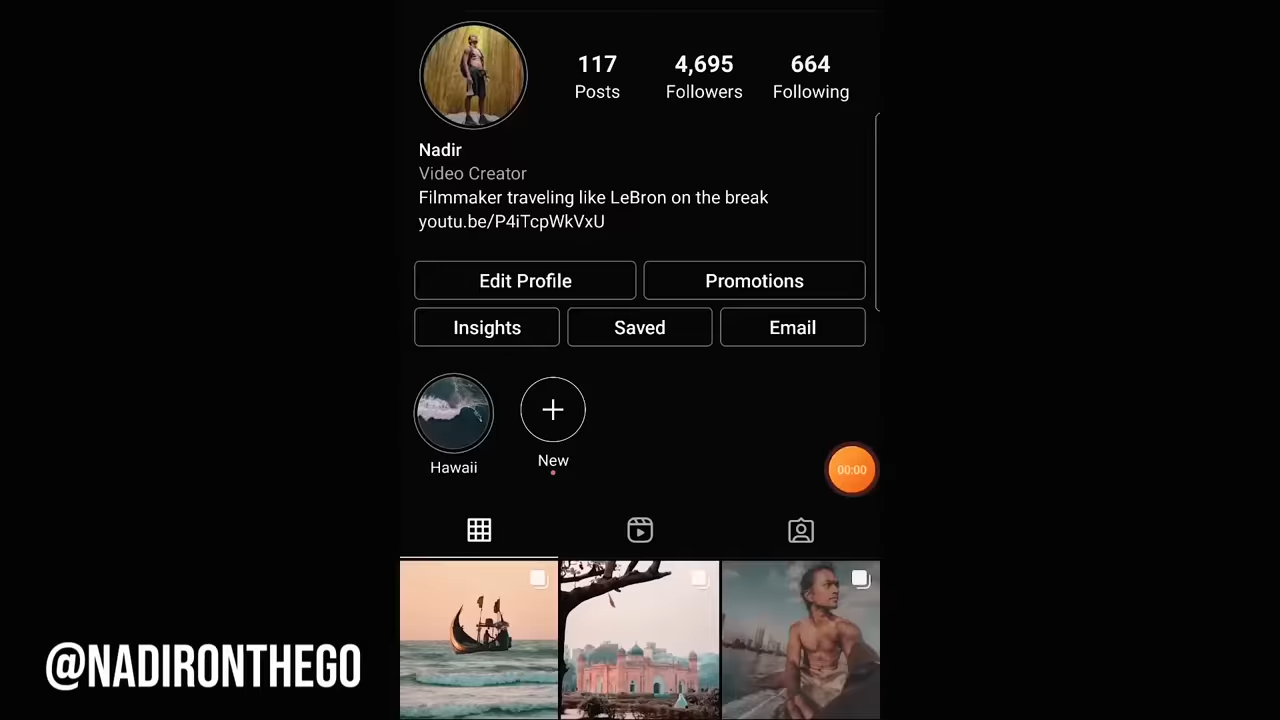 117 4,695 664
Posts Followers Following
Nadir
Video Creator
Filmmaker traveling like LeBron on the break
youtu.be/P4iTcpWkVxU
Edit Profile Promotions
Insights Saved Email
Hawaii New
00:00
@NADIRONTHEGO